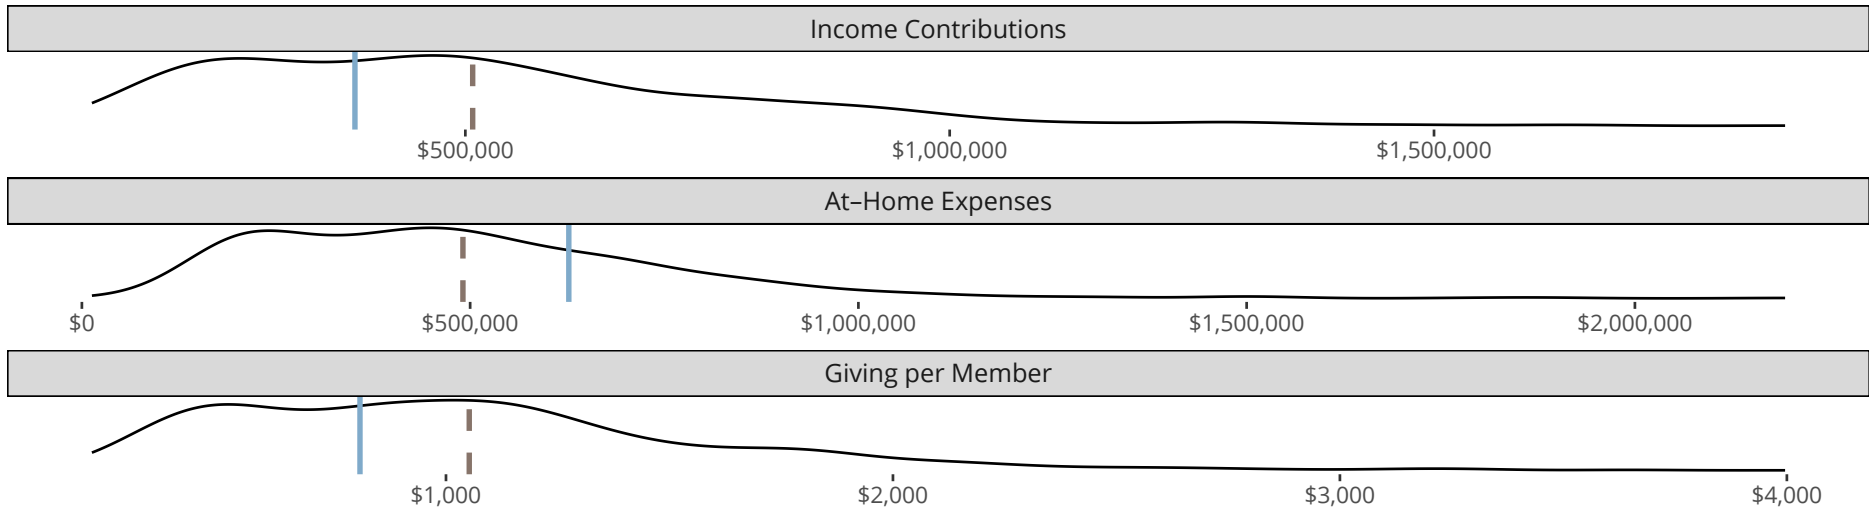 Income Contributions
$500,000 $1,000,000 $1,500,000
At–Home Expenses
$0 $500,000 $1,000,000 $1,500,000 $2,000,000
Giving per Member
$1,000 $2,000 $3,000 $4,000